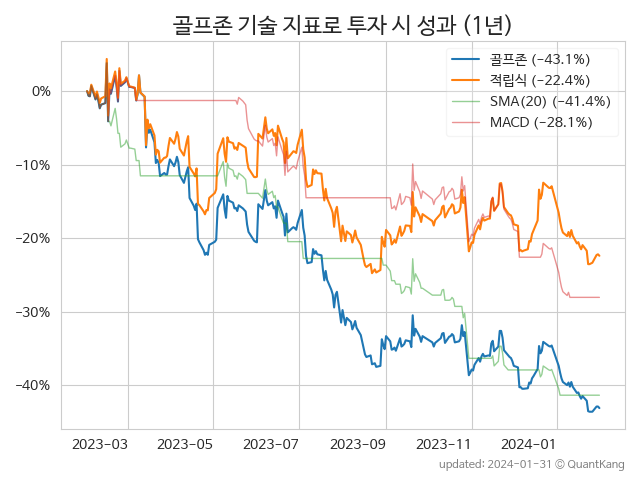 골프존 기술 지표로 투자 시 성과 (1년)
골프존 (−43.1%)
적립식 (−22.4%)
SMA(20) (−41.4%)
MACD (−28.1%)
0%
−10%
−20%
−30%
−40%
2023-03 2023-05 2023-07 2023-09 2023-11 2024-01
updated: 2024-01-31 © QuantKang